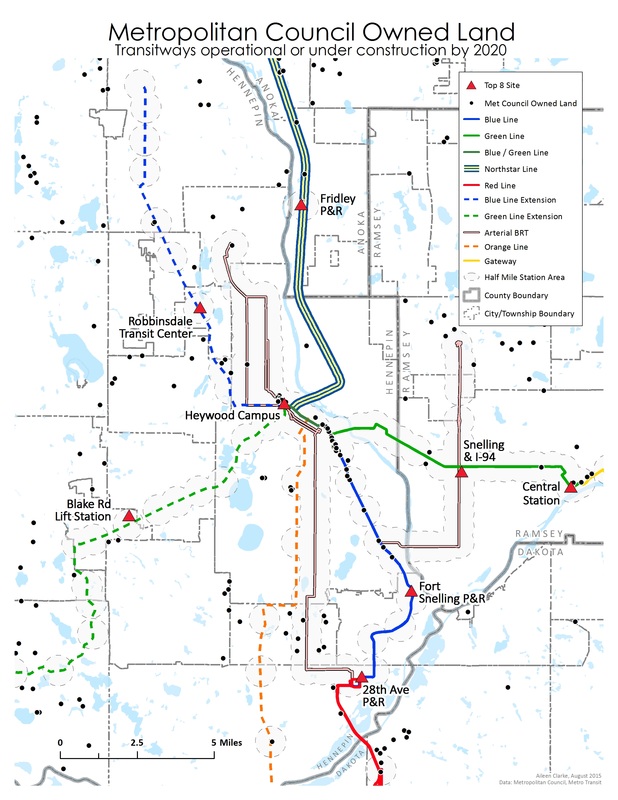 Metropolitan Council Owned Land
Transitways operational or under construction by 2020
ANOKA
HENNEPIN
Top 8 Site
Met Council Owned Land
Blue Line
Green Line
Blue / Green Line
Northstar Line
Red Line
Blue Line Extension
Green Line Extension
Arterial BRT
Orange Line
Gateway
Half Mile Station Area
County Boundary
City/Township Boundary
Fridley
P&R
ANOKA
RAMSEY
Robbinsdale
Transit Center
HENNEPIN
RAMSEY
Heywood Campus
Snelling
& I-94
Central
Station
Blake Rd
Lift Station
RAMSEY
DAKOTA
Fort
Snelling P&R
28th Ave
P&R
HENNEPIN
DAKOTA
0 2.5 5 Miles
Aileen Clarke, August 2015
Data: Metropolitan Council, Metro Transit